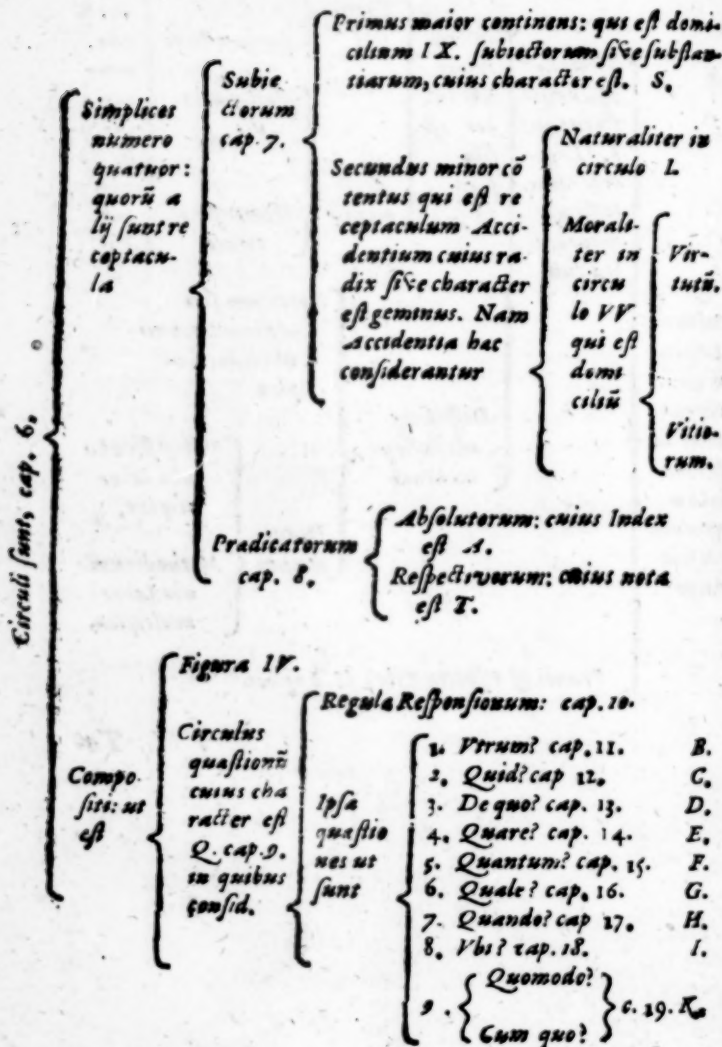 Circuli sunt, cap. 6.
Simplices
numero
quatuor:
quorũ a
lij sunt re
ceptacu-
la
Subie
ctorum
cap. 7.
Primus maior continens: qui est domi-
cilium IX. subiectorum sive substan-
tiarum, cuius character est. S.
Secundus minor cõ
tentus qui est re
ceptaculum Acci-
dentium cuius ra-
dix sive character
est geminus. Nam
accidentia hac
considerantur
Naturaliter in
circulo L
Morali-
ter in
circu
lo VV
qui est
domi
ciliũ
Vir-
tutũ.
Vitio-
rum.
Prædicatorum
cap. 8.
Absolutorum: cuius Index
est A.
Respectivorum: cuius nota
est T.
Compo-
siti: ut
est
Figura IV.
Circulus
quæstionũ
cuius cha
racter est
Q. cap. 9.
in quibus
consid.
Regula Responsionum: cap. 10.
Ipsæ
quæstio
nes ut
sunt
1. Vtrum? cap. 11. B.
2. Quid? cap 12. C.
3. De quo? cap. 13. D.
4. Quare? cap. 14. E.
5. Quantum? cap. 15. F.
6. Quale? cap. 16. G.
7. Quando? cap 17. H.
8. Vbi? cap. 18. I.
9. Quomodo?
Cum quo? c. 19. K.